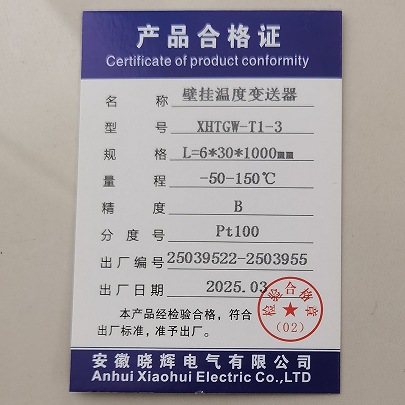 产品合格证
Certificate of product conformity
名 称 壁挂温度变送器
型 号 XHTGW-T1-3
规 格 L=6*30*1000mm
量 程 -50-150℃
精 度 B
分 度 号 Pt100
出厂编号 25039522-2503955
出厂日期 2025.03
本产品经检验合格，符合
出厂标准，准予出厂。
检验合格章
(02)
安徽晓辉电气有限公司
Anhui Xiaohui Electric Co.,LTD